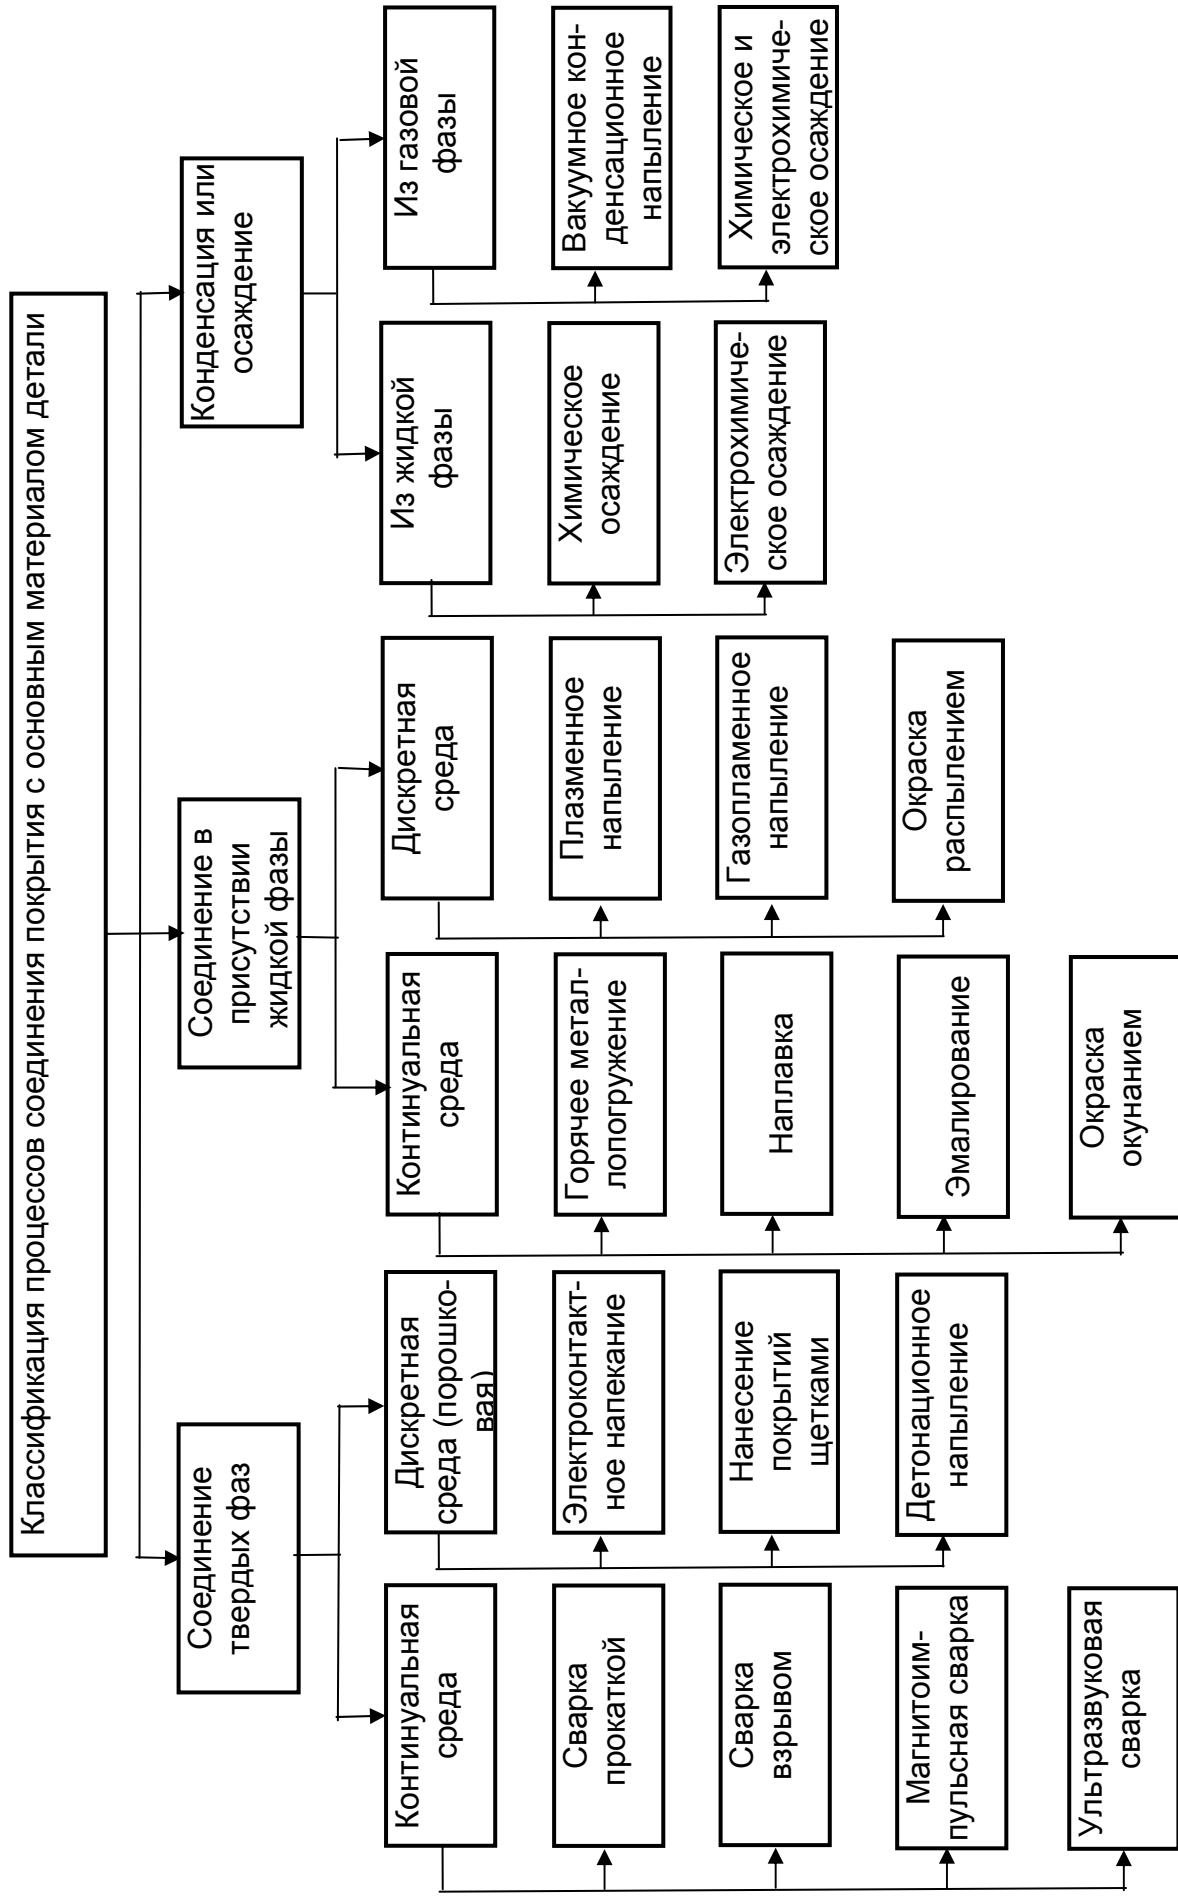 Классификация процессов соединения покрытия с основным материалом детали
Соединение
твердых фаз
Соединение в
присутствии
жидкой фазы
Конденсация или
осаждение
Континуальная
среда
Дискретная
среда (порошко-
вая)
Континуальная
среда
Дискретная
среда
Из жидкой
фазы
Из газовой
фазы
Сварка
прокаткой
Электроконтакт-
ное напекание
Горячее метал-
лопогружение
Плазменное
напыление
Химическое
осаждение
Вакуумное кон-
денсационное
напыление
Сварка
взрывом
Нанесение
покрытий
щетками
Наплавка
Газопламенное
напыление
Электрохимиче-
ское осаждение
Химическое и
электрохимиче-
ское осаждение
Магнитоим-
пульсная сварка
Детонационное
напыление
Эмалирование
Окраска
распылением
Ультразвуковая
сварка
Окраска
окунанием